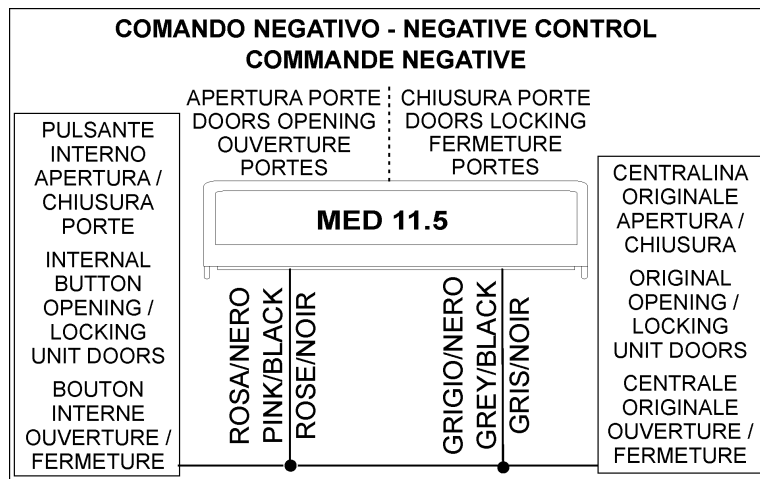 COMANDO NEGATIVO - NEGATIVE CONTROL
COMMANDE NEGATIVE
APERTURA PORTE
DOORS OPENING
OUVERTURE
PORTES
CHIUSURA PORTE
DOORS LOCKING
FERMETURE
PORTES
PULSANTE
INTERNO
APERTURA /
CHIUSURA
PORTE
INTERNAL
BUTTON
OPENING /
LOCKING
UNIT DOORS
BOUTON
INTERNE
OUVERTURE /
FERMETURE
MED 11.5
ROSA/NERO
PINK/BLACK
ROSE/NOIR
GRIGIO/NERO
GREY/BLACK
GRIS/NOIR
CENTRALINA
ORIGINALE
APERTURA /
CHIUSURA
ORIGINAL
OPENING /
LOCKING
UNIT DOORS
CENTRALE
ORIGINALE
OUVERTURE /
FERMETURE